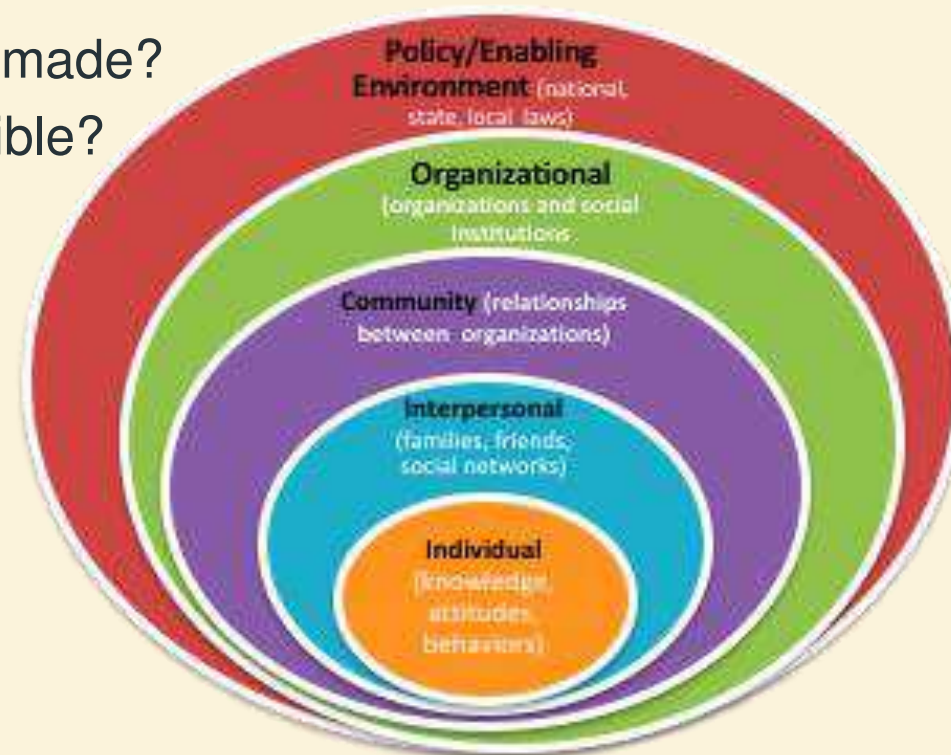 made?
ible?
Policy/Enabling
Environment (national,
state, local laws)
Organizational
(organizations and social
institutions
Community (relationships
between organizations)
Interpersonal
(families, friends,
social networks)
Individual
(knowledge,
attitudes,
behaviors)